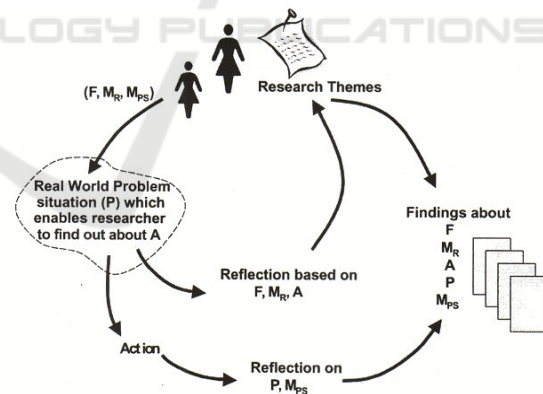 LOGY PUBLICATIONS
Research Themes
(F, MR, MPS)
Real World Problem
situation (P) which
enables researcher
to find out about A
Findings about
F
MR
A
P
MPS
Reflection based on
F, MR, A
Action
Reflection on
P, MPS